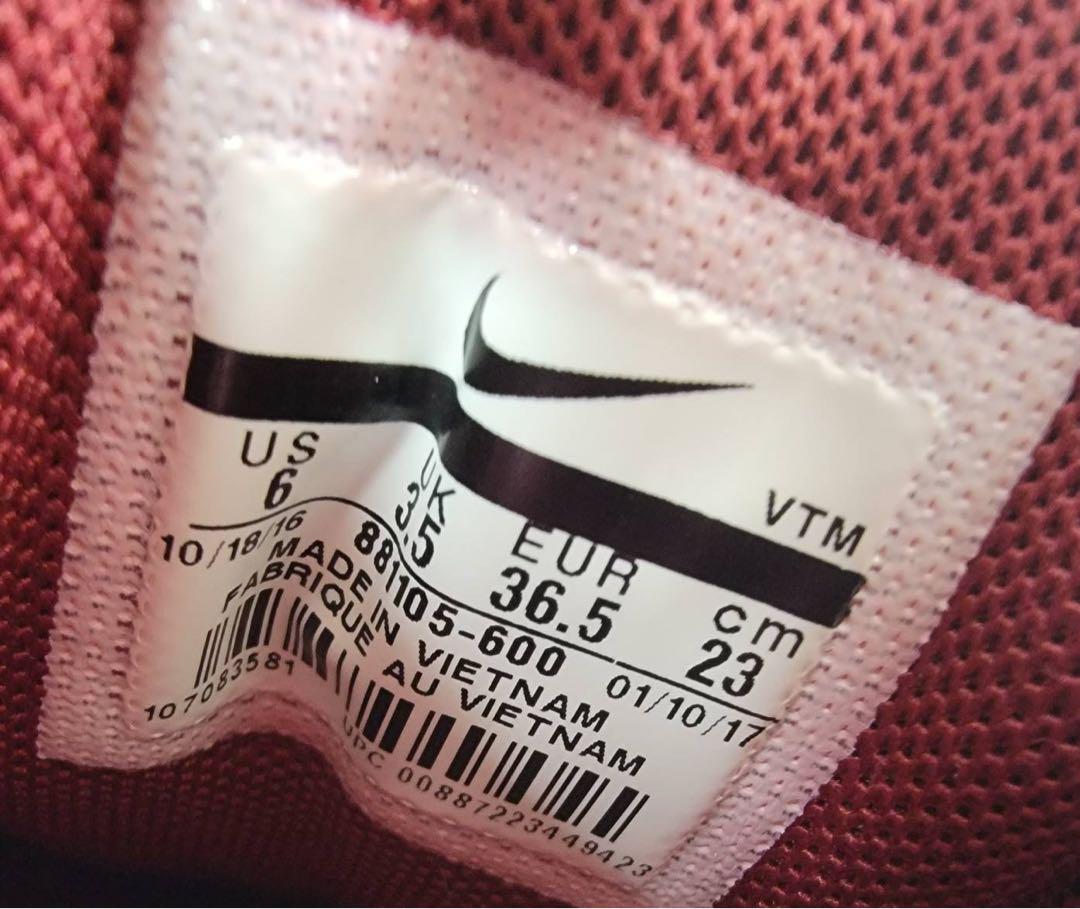 VTM
US UK EUR cm
6 3.5 36.5 23
10/18/16 881105-600 01/10/17
MADE IN VIETNAM
FABRIQUE AU VIETNAM
107083581
UPC 00887223449423